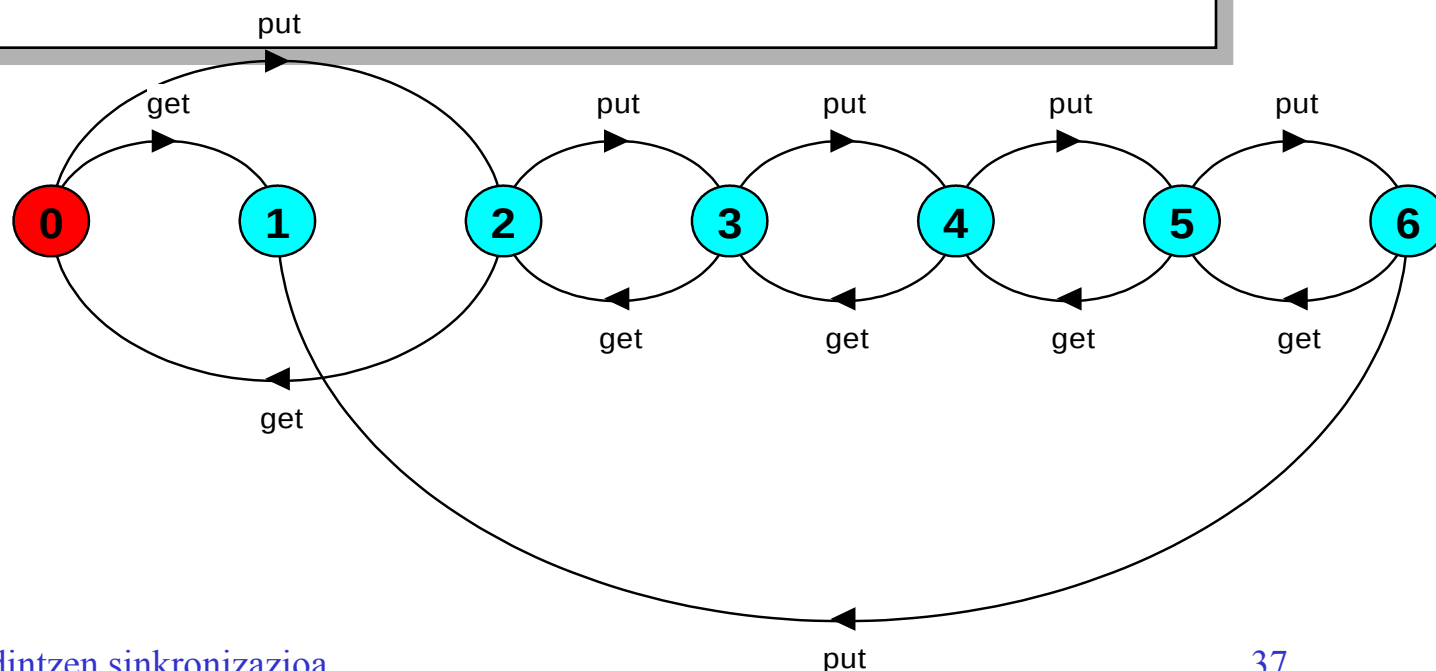 put
get put put put put
0 1 2 3 4 5 6
get get get get
get
put
sinkronizazioa 37